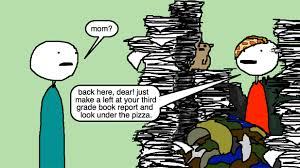 mom?
back here, dear! just
make a left at your third
grade book report and
look under the pizza.